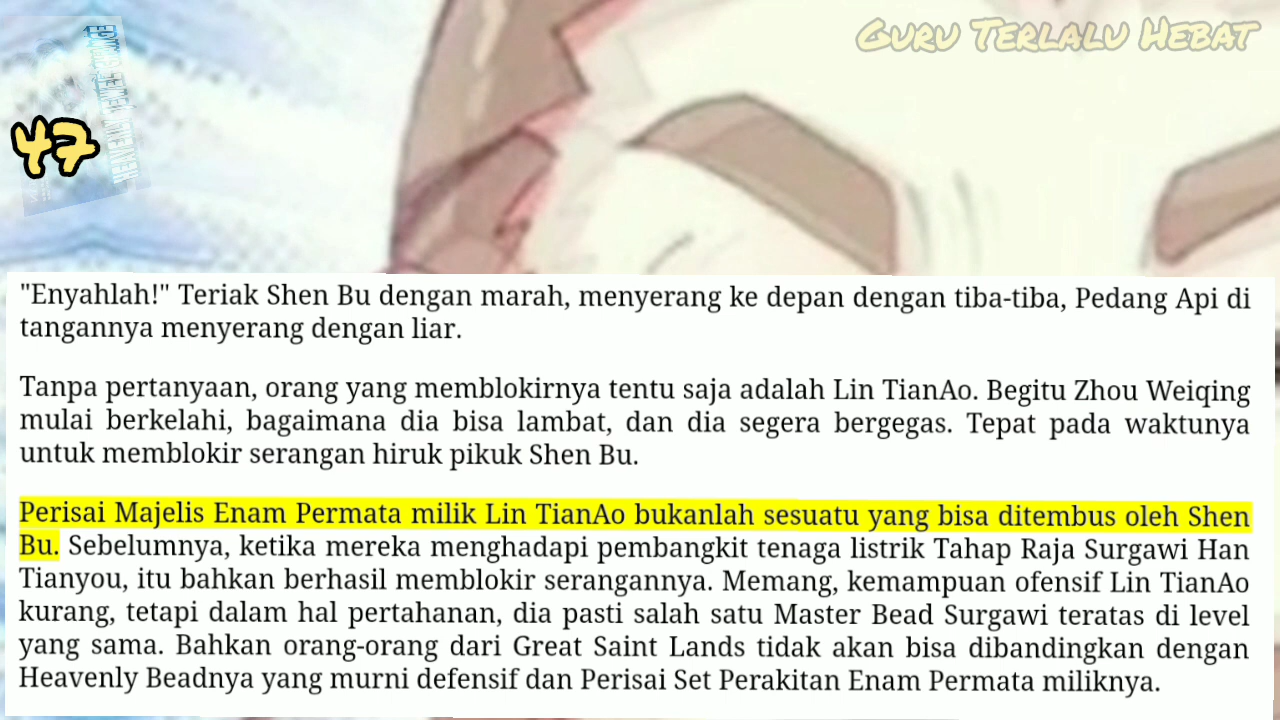 Guru Terlalu Hebat
47
"Enyahlah!" Teriak Shen Bu dengan marah, menyerang ke depan dengan tiba-tiba, Pedang Api di
tangannya menyerang dengan liar.
Tanpa pertanyaan, orang yang memblokirnya tentu saja adalah Lin TianAo. Begitu Zhou Weiqing
mulai berkelahi, bagaimana dia bisa lambat, dan dia segera bergegas. Tepat pada waktunya
untuk memblokir serangan hiruk pikuk Shen Bu.
Perisai Majelis Enam Permata milik Lin TianAo bukanlah sesuatu yang bisa ditembus oleh Shen
Bu. Sebelumnya, ketika mereka menghadapi pembangkit tenaga listrik Tahap Raja Surgawi Han
Tianyou, itu bahkan berhasil memblokir serangannya. Memang, kemampuan ofensif Lin TianAo
kurang, tetapi dalam hal pertahanan, dia pasti salah satu Master Bead Surgawi teratas di level
yang sama. Bahkan orang-orang dari Great Saint Lands tidak akan bisa dibandingkan dengan
Heavenly Beadnya yang murni defensif dan Perisai Set Perakitan Enam Permata miliknya.